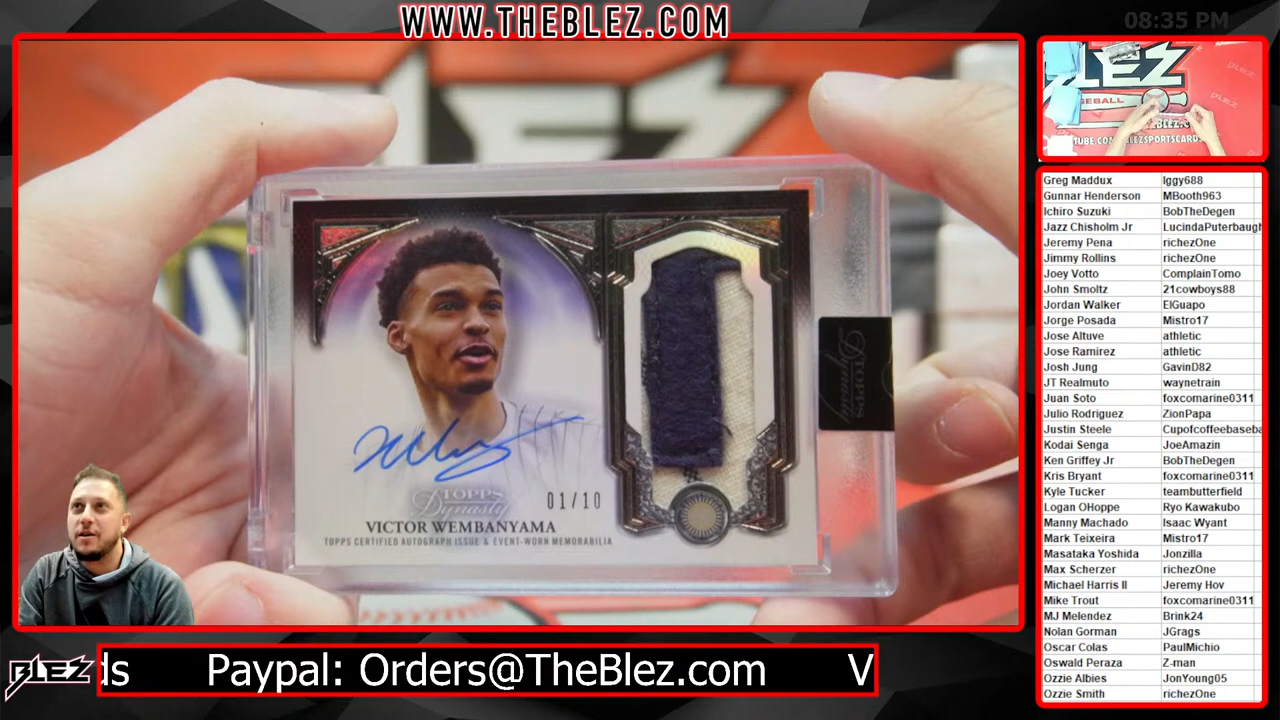 WWW.THEBLEZ.COM
08:35 PM
TOPPS
Dynasty
01/10
VICTOR WEMBANYAMA
TOPPS CERTIFIED AUTOGRAPH ISSUE & EVENT-WORN MEMORABILIA
TOPPS
Dynasty
BLEZ
BLEZ
Greg Maddux Iggy688
Gunnar Henderson MBooth963
Ichiro Suzuki BobTheDegen
Jazz Chisholm Jr LucindaPuterbaugh
Jeremy Pena richezOne
Jimmy Rollins richezOne
Joey Votto ComplainTomo
John Smoltz 21cowboys88
Jordan Walker ElGuapo
Jorge Posada Mistro17
Jose Altuve athletic
Jose Ramirez athletic
Josh Jung GavinD82
JT Realmuto waynetrain
Juan Soto foxcomarine0311
Julio Rodriguez ZionPapa
Justin Steele Cupofcoffeebaseba
Kodai Senga JoeAmazin
Ken Griffey Jr BobTheDegen
Kris Bryant foxcomarine0311
Kyle Tucker teambutterfield
Logan OHoppe Ryo Kawakubo
Manny Machado Isaac Wyant
Mark Teixeira Mistro17
Masataka Yoshida Jonzilla
Max Scherzer richezOne
Michael Harris II Jeremy Hov
Mike Trout foxcomarine0311
MJ Melendez Brink24
Nolan Gorman JGrags
Oscar Colas PaulMichio
Oswald Peraza Z-man
Ozzie Albies JonYoung05
Ozzie Smith richezOne
BLEZ
ds Paypal: Orders@TheBlez.com V